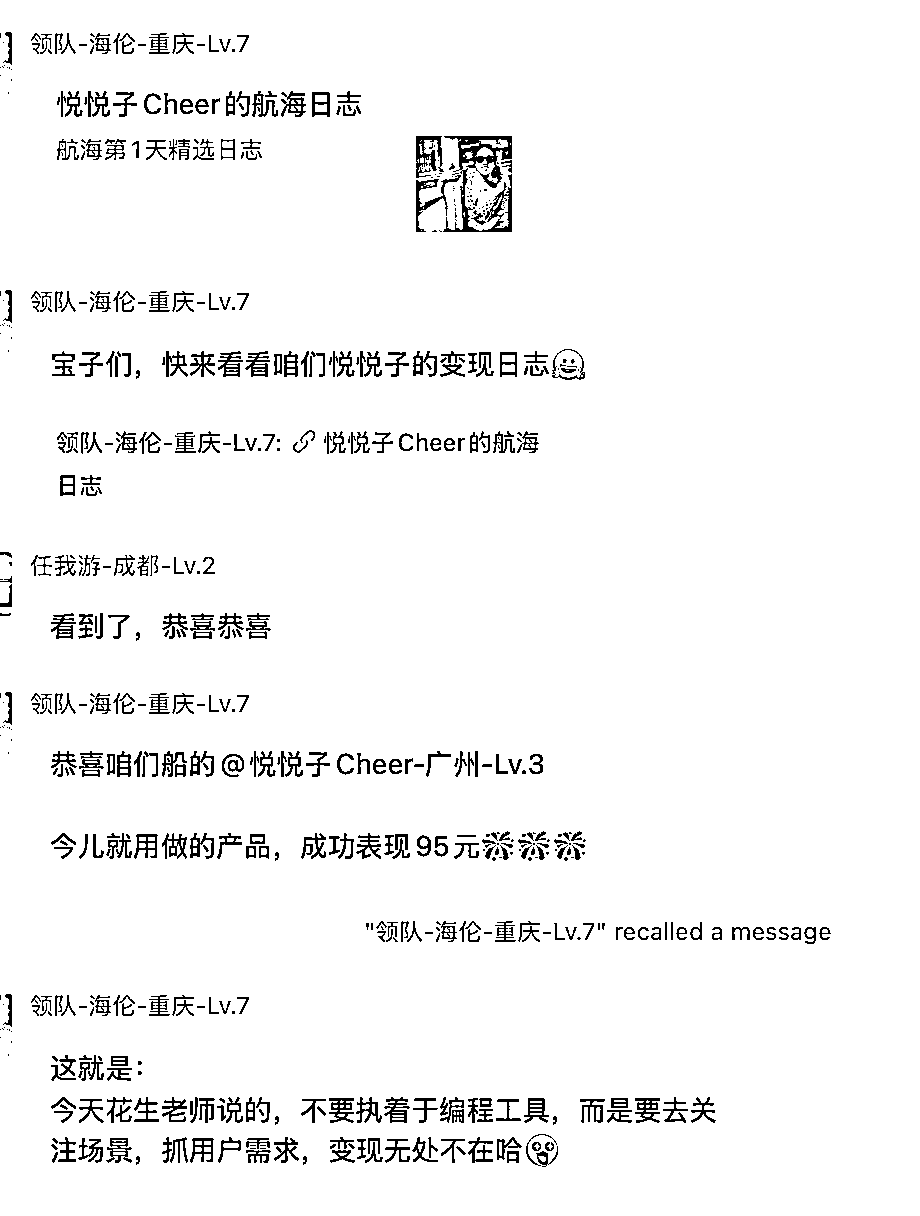 领队-海伦-重庆-Lv.7
悦悦子Cheer的航海日志
航海第1天精选日志
领队-海伦-重庆-Lv.7
宝子们，快来看看咱们悦悦子的变现日志🤗
领队-海伦-重庆-Lv.7: 🔗 悦悦子Cheer的航海
日志
任我游-成都-Lv.2
看到了，恭喜恭喜
领队-海伦-重庆-Lv.7
恭喜咱们船的@悦悦子Cheer-广州-Lv.3
今儿就用做的产品，成功表现95元🎆🎆🎆
"领队-海伦-重庆-Lv.7" recalled a message
领队-海伦-重庆-Lv.7
这就是：
今天花生老师说的，不要执着于编程工具，而是要去关
注场景，抓用户需求，变现无处不在哈😲